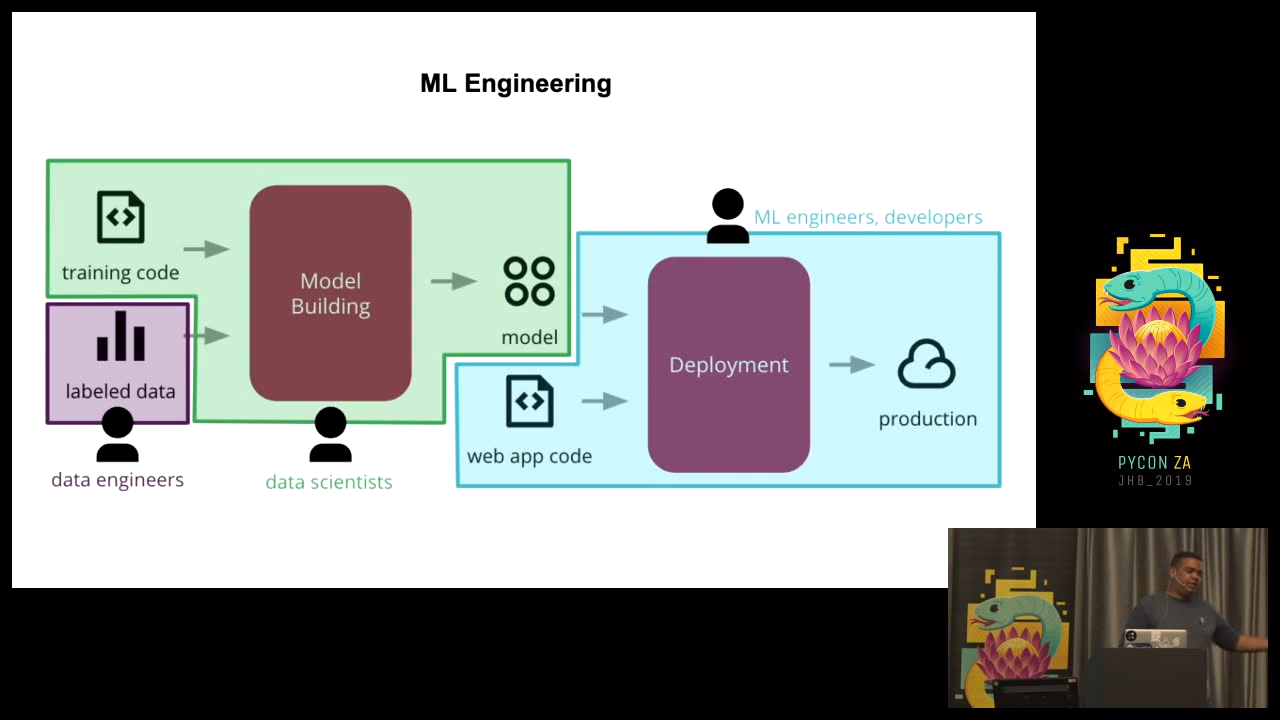 ML Engineering
training code
labeled data
data engineers
Model
Building
data scientists
model
ML engineers, developers
web app code
Deployment
production
PYCON ZA
JHB_2019